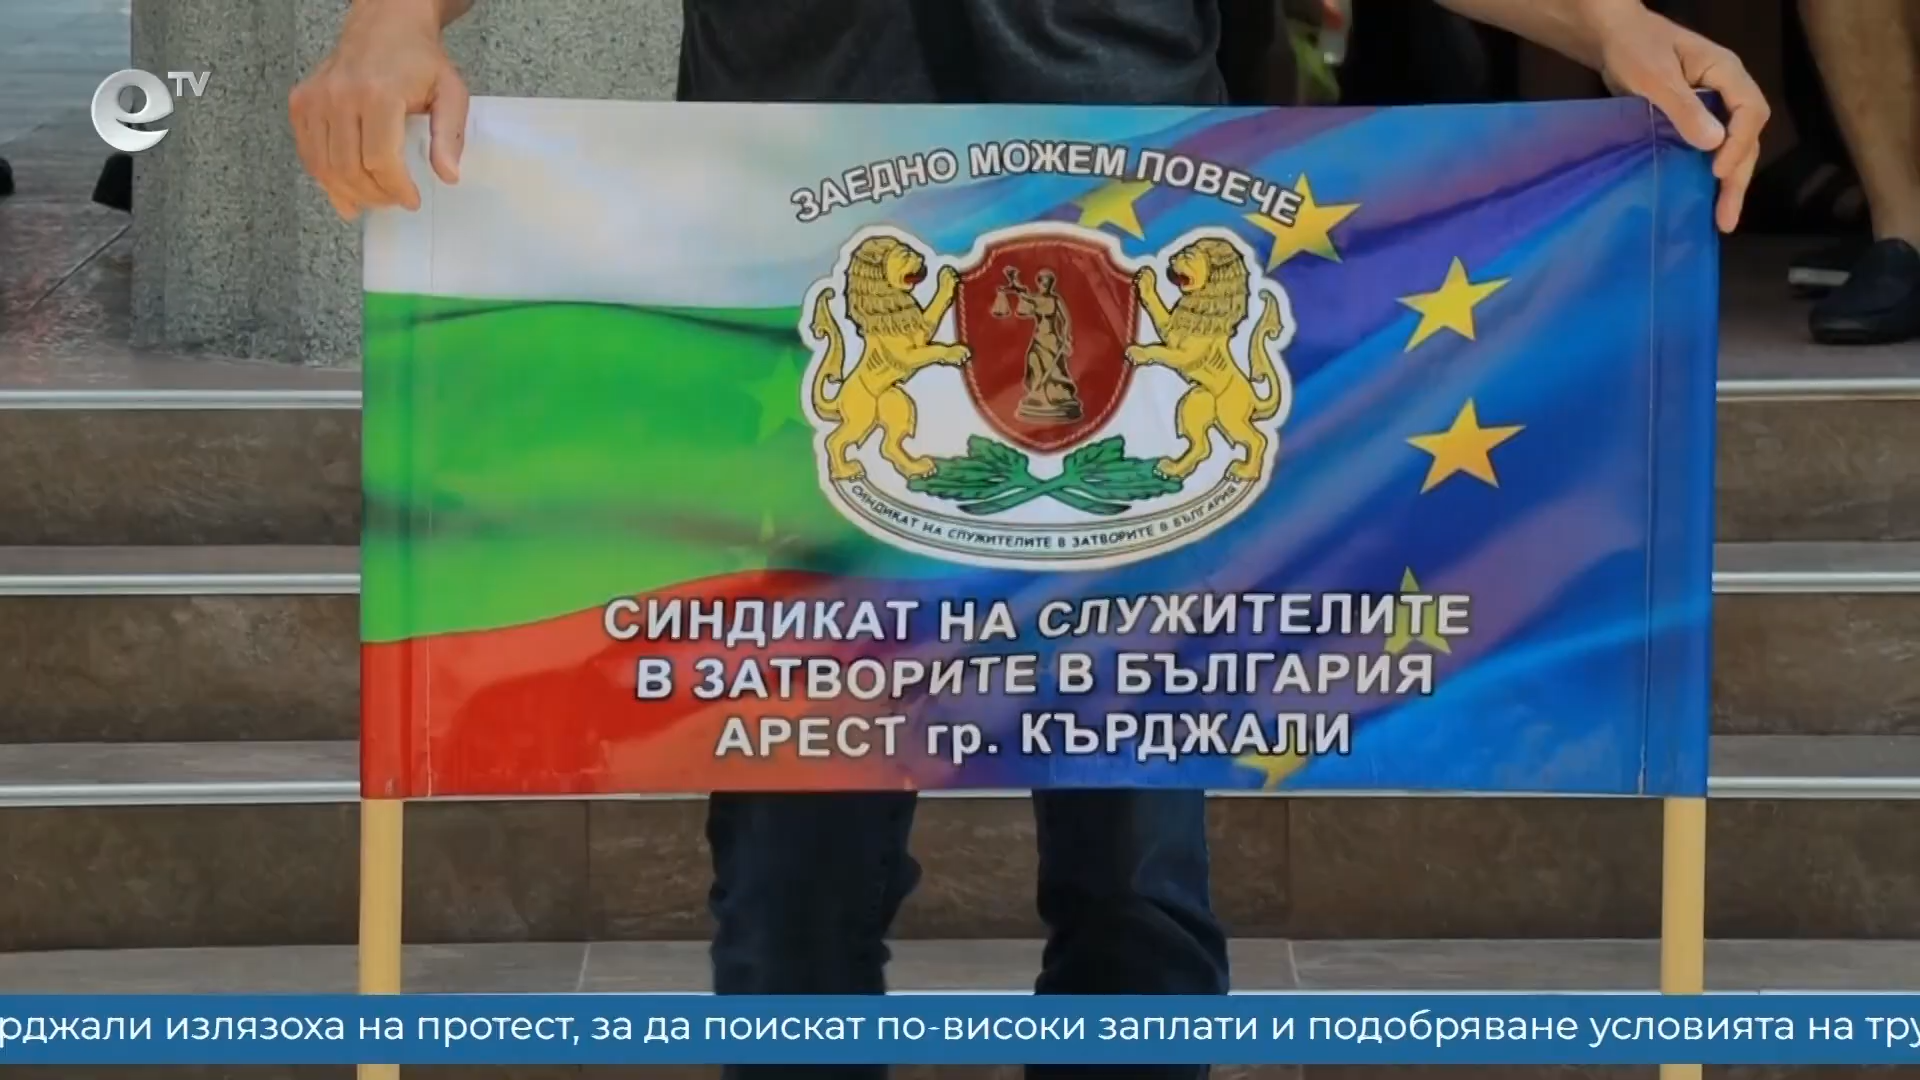 e TV
ЗАЕДНО МОЖЕМ ПОВЕЧЕ
СИНДИКАТ НА СЛУЖИТЕЛИТЕ В ЗАТВОРИТЕ В БЪЛГАРИЯ
СИНДИКАТ НА СЛУЖИТЕЛИТЕ
В ЗАТВОРИТЕ В БЪЛГАРИЯ
АРЕСТ гр. КЪРДЖАЛИ
рджали излязоха на протест, за да поискат по-високи заплати и подобряване условията на тру